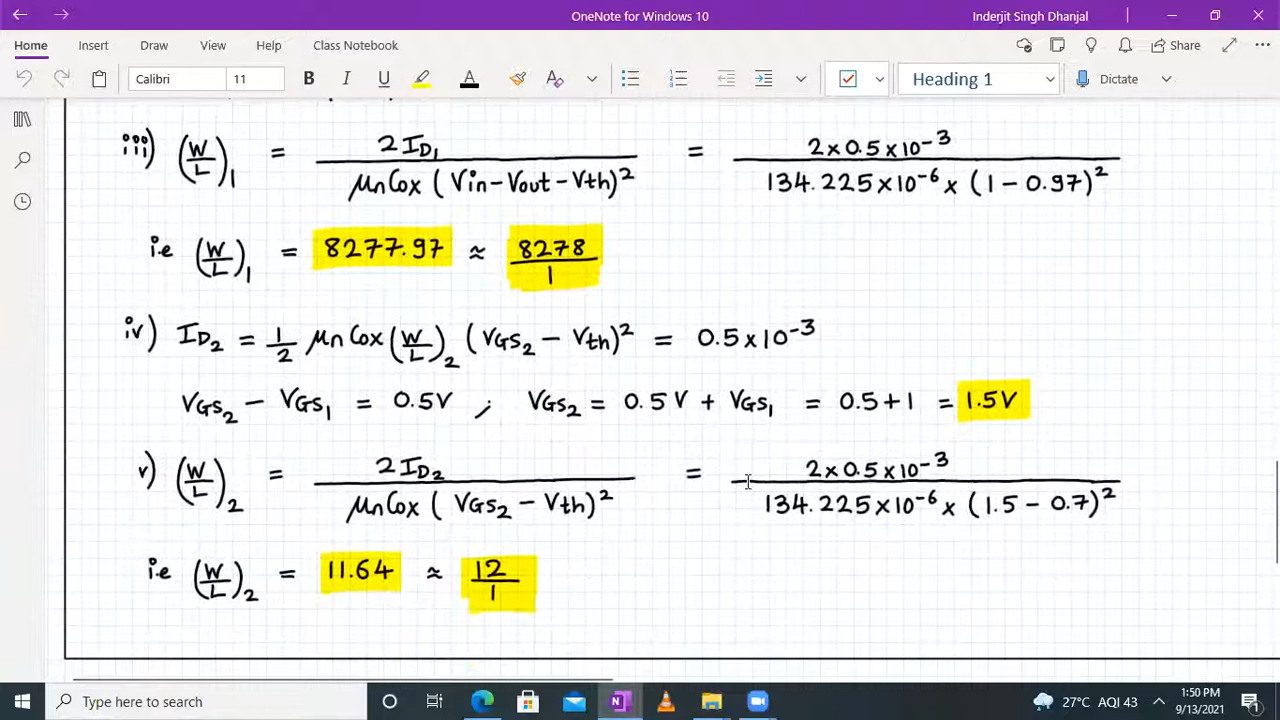 OneNote for Windows 10
Inderjit Singh Dhanjal
Home Insert Draw View Help Class Notebook Share
Calibri 11 B I U A A Heading 1 Dictate
iii) (W/L)1 = 2 ID1 / μnCox (Vin - Vout - Vth)² = 2 x 0.5 x 10⁻³ / 134.225 x 10⁻⁶ x (1 - 0.97)²
i.e (W/L)1 = 8277.97 ≈ 8278/1
iv) ID2 = 1/2 μnCox (W/L)2 (VGS2 - Vth)² = 0.5 x 10⁻³
VGS2 - VGS1 = 0.5V ; VGS2 = 0.5 V + VGS1 = 0.5 + 1 = 1.5V
v) (W/L)2 = 2 ID2 / μnCox (VGS2 - Vth)² = 2 x 0.5 x 10⁻³ / 134.225 x 10⁻⁶ x (1.5 - 0.7)²
i.e (W/L)2 = 11.64 ≈ 12/1
Type here to search
27°C AQI 43
1:50 PM
9/13/2021